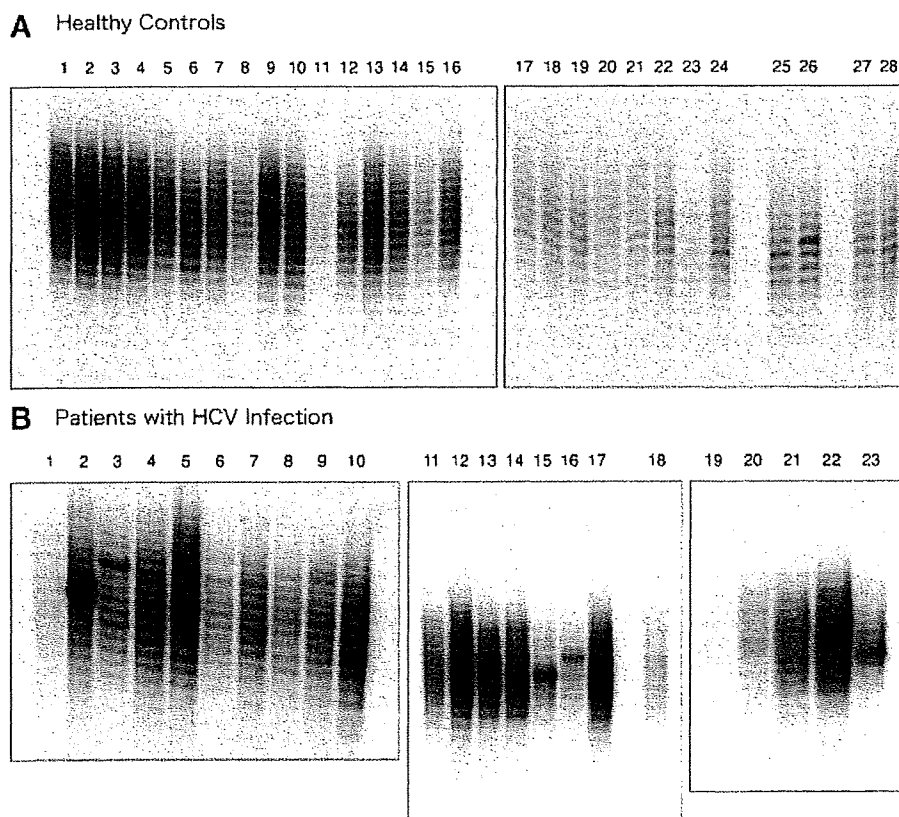 A Healthy Controls
1 2 3 4 5 6 7 8 9 10 11 12 13 14 15 16 17 18 19 20 21 22 23 24 25 26 27 28
B Patients with HCV Infection
1 2 3 4 5 6 7 8 9 10 11 12 13 14 15 16 17 18 19 20 21 22 23